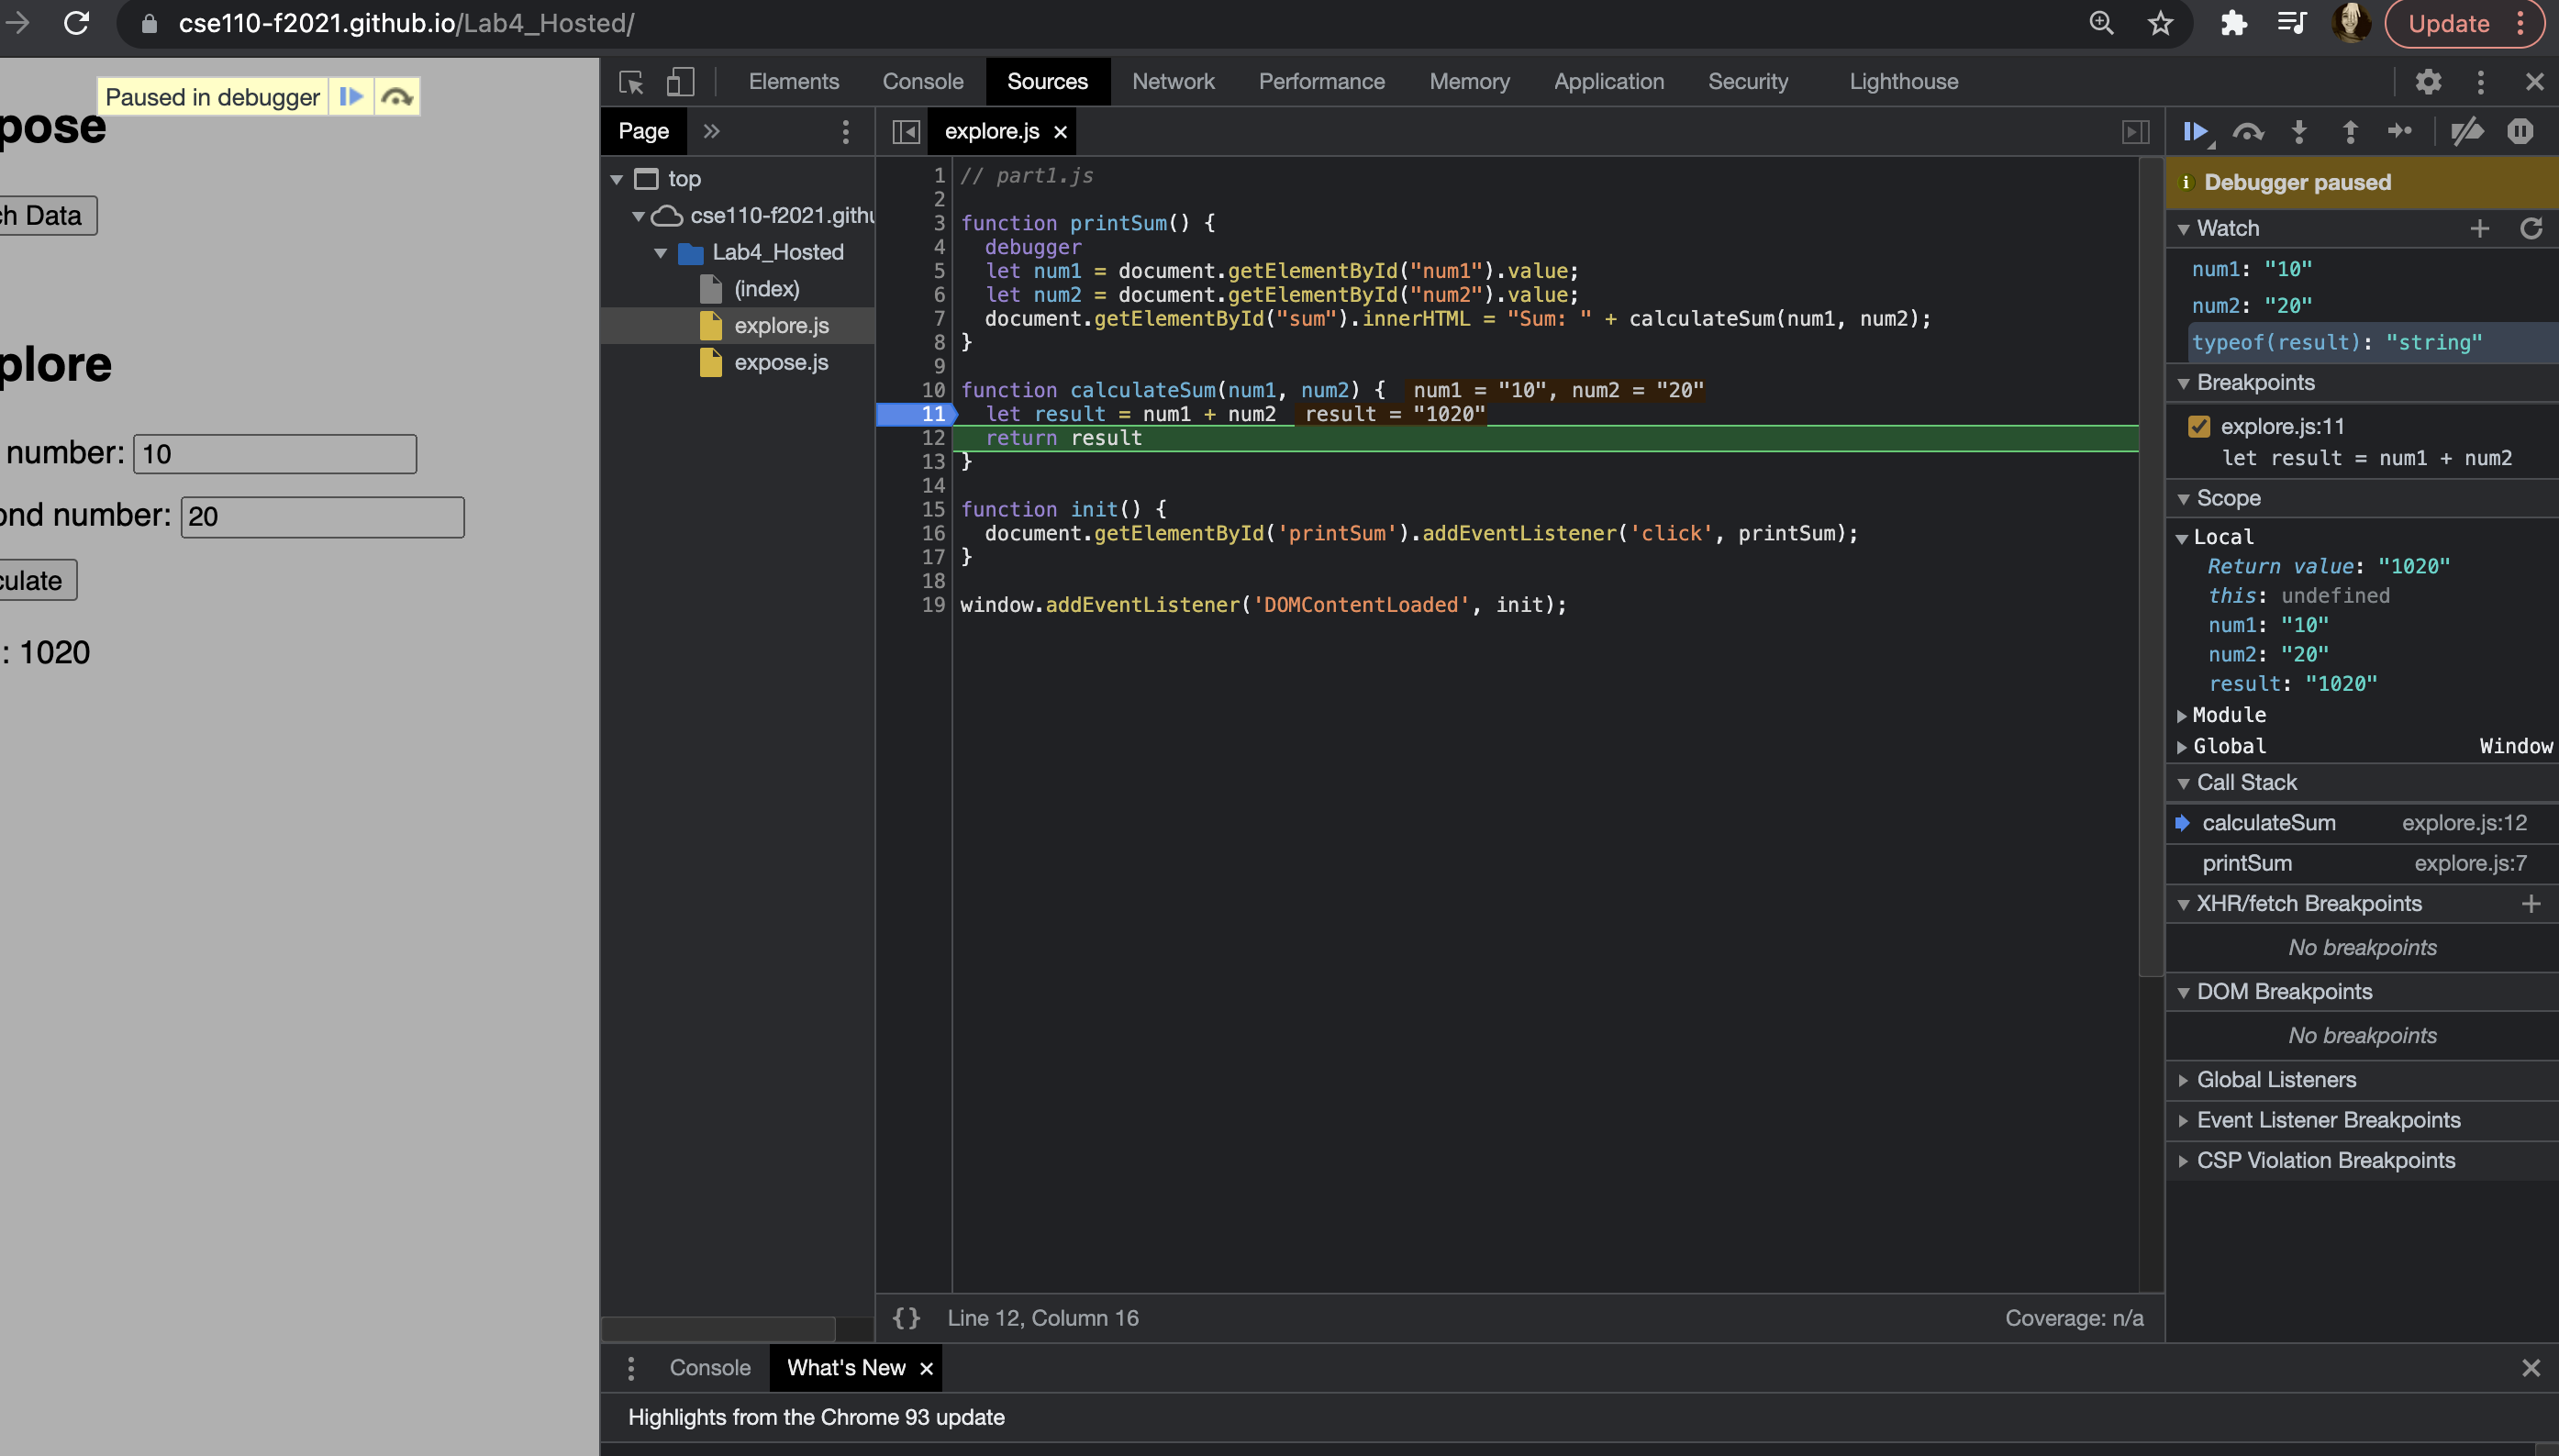 cse110-f2021.github.io/Lab4_Hosted/
Update
Paused in debugger
pose
ch Data
plore
number: 10
ond number: 20
culate
: 1020
Elements Console Sources Network Performance Memory Application Security Lighthouse
Page
explore.js
top
cse110-f2021.githu
Lab4_Hosted
(index)
explore.js
expose.js
1 // part1.js
2
3 function printSum() {
4 debugger
5 let num1 = document.getElementById("num1").value;
6 let num2 = document.getElementById("num2").value;
7 document.getElementById("sum").innerHTML = "Sum: " + calculateSum(num1, num2);
8 }
9
10 function calculateSum(num1, num2) { num1 = "10", num2 = "20"
11 let result = num1 + num2 result = "1020"
12 return result
13 }
14
15 function init() {
16 document.getElementById('printSum').addEventListener('click', printSum);
17 }
18
19 window.addEventListener('DOMContentLoaded', init);
{} Line 12, Column 16
Coverage: n/a
Debugger paused
Watch
num1: "10"
num2: "20"
typeof(result): "string"
Breakpoints
explore.js:11
let result = num1 + num2
Scope
Local
Return value: "1020"
this: undefined
num1: "10"
num2: "20"
result: "1020"
Module
Global Window
Call Stack
calculateSum explore.js:12
printSum explore.js:7
XHR/fetch Breakpoints
No breakpoints
DOM Breakpoints
No breakpoints
Global Listeners
Event Listener Breakpoints
CSP Violation Breakpoints
Console What's New
Highlights from the Chrome 93 update